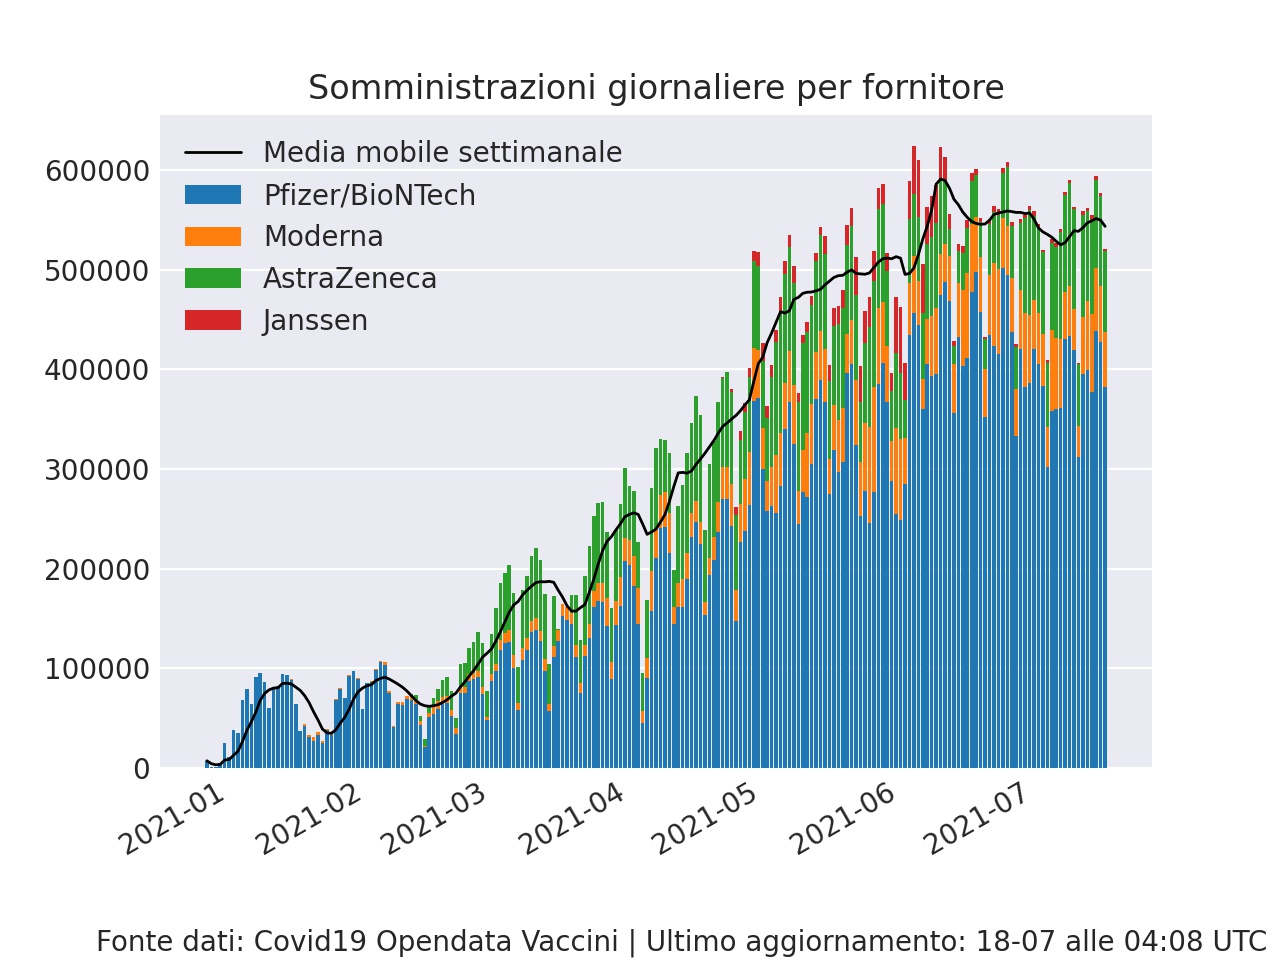 Somministrazioni giornaliere per fornitore
Media mobile settimanale
Pfizer/BioNTech
Moderna
AstraZeneca
Janssen
600000
500000
400000
300000
200000
100000
0
2021-01
2021-02
2021-03
2021-04
2021-05
2021-06
2021-07
Fonte dati: Covid19 Opendata Vaccini | Ultimo aggiornamento: 18-07 alle 04:08 UTC